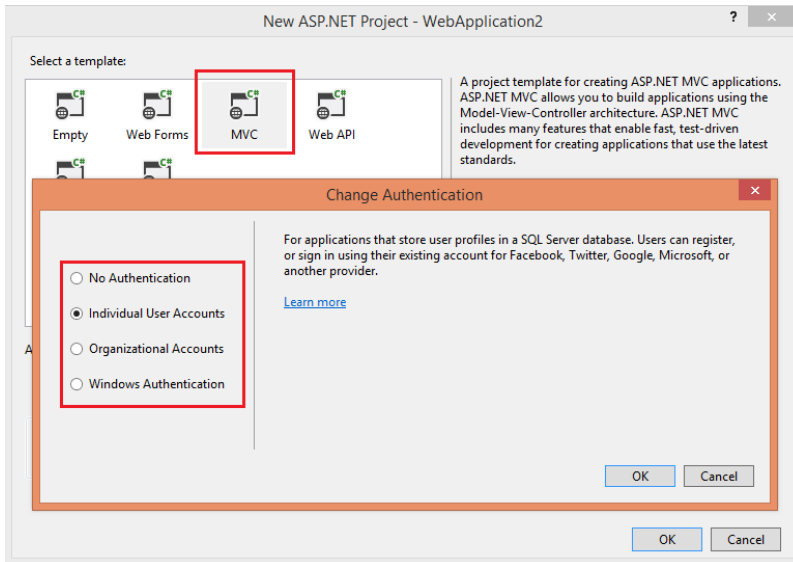 New ASP.NET Project - WebApplication2
?
×
Select a template:
C# C# C# C#
Empty Web Forms MVC Web API
C# C#
A project template for creating ASP.NET MVC applications.
ASP.NET MVC allows you to build applications using the
Model-View-Controller architecture. ASP.NET MVC
includes many features that enable fast, test-driven
development for creating applications that use the latest
standards.
Change Authentication
×
No Authentication
Individual User Accounts
Organizational Accounts
Windows Authentication
For applications that store user profiles in a SQL Server database. Users can register,
or sign in using their existing account for Facebook, Twitter, Google, Microsoft, or
another provider.
Learn more
A
OK Cancel
OK Cancel